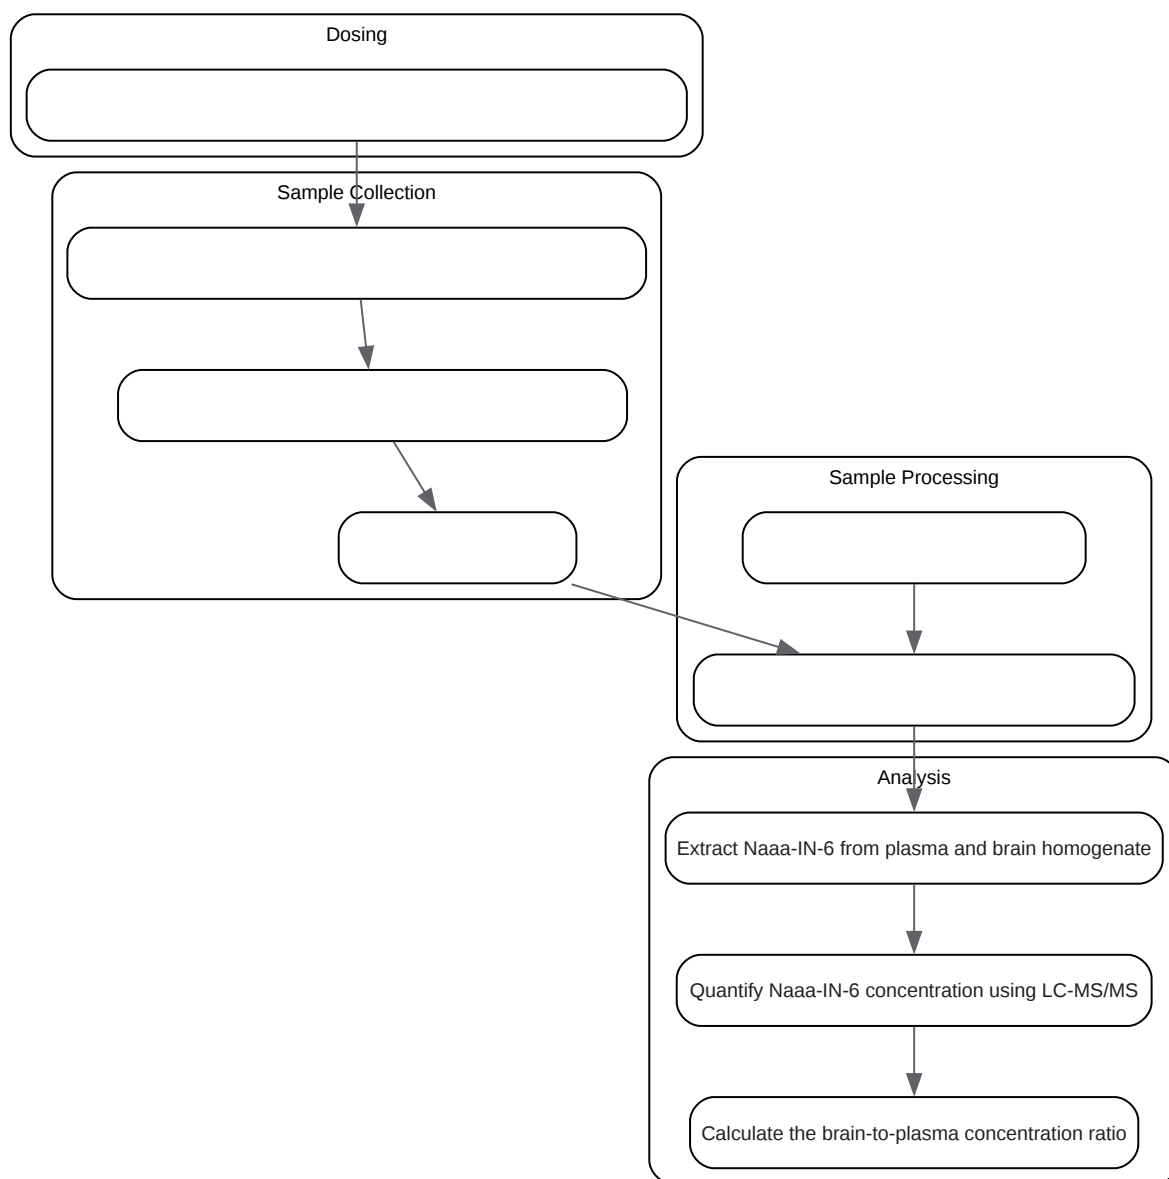 Dosing
Sample Collection
Sample Processing
Analysis
Extract Naaa-IN-6 from plasma and brain homogenate
Quantify Naaa-IN-6 concentration using LC-MS/MS
Calculate the brain-to-plasma concentration ratio